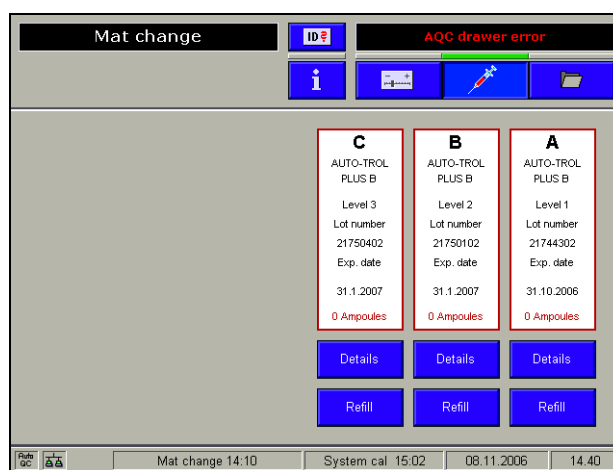 Mat change
ID
AQC drawer error
i
C
AUTO-TROL
PLUS B
Level 3
Lot number
21750402
Exp. date
31.1.2007
0 Ampoules
Details
Refill
B
AUTO-TROL
PLUS B
Level 2
Lot number
21750102
Exp. date
31.1.2007
0 Ampoules
Details
Refill
A
AUTO-TROL
PLUS B
Level 1
Lot number
21744302
Exp. date
31.10.2006
0 Ampoules
Details
Refill
Auto
QC
Mat change 14:10
System cal 15:02
08.11.2006
14.40